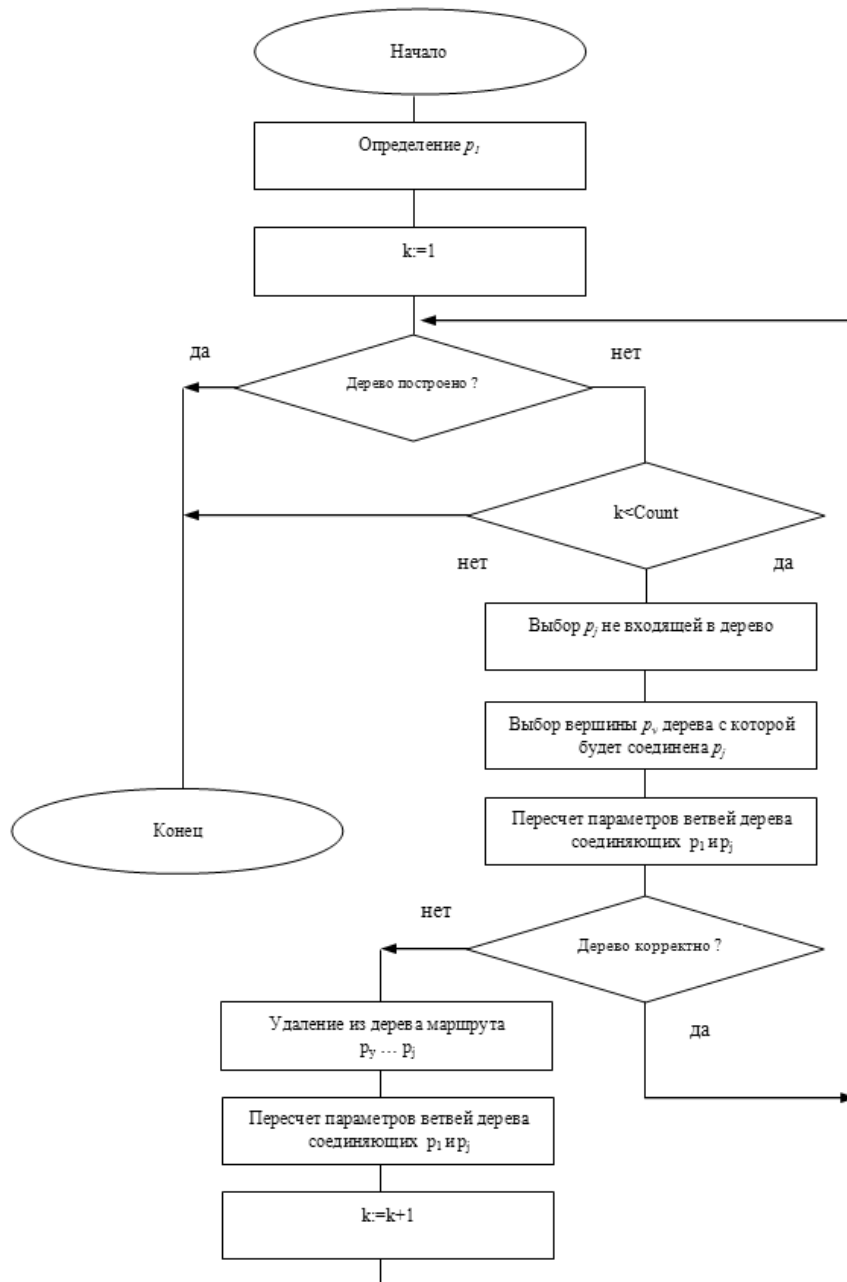 Начало
Определение p₁
k:=1
да
нет
Дерево построено ?
k<Count
нет
да
Выбор pⱼ не входящей в дерево
Выбор вершины pᵥ дерева с которой
будет соединена pⱼ
Пересчет параметров ветвей дерева
соединяющих p₁ и pⱼ
Конец
нет
Дерево корректно ?
Удаление из дерева маршрута
pᵧ … pⱼ
да
Пересчет параметров ветвей дерева
соединяющих p₁ и pⱼ
k:=k+1